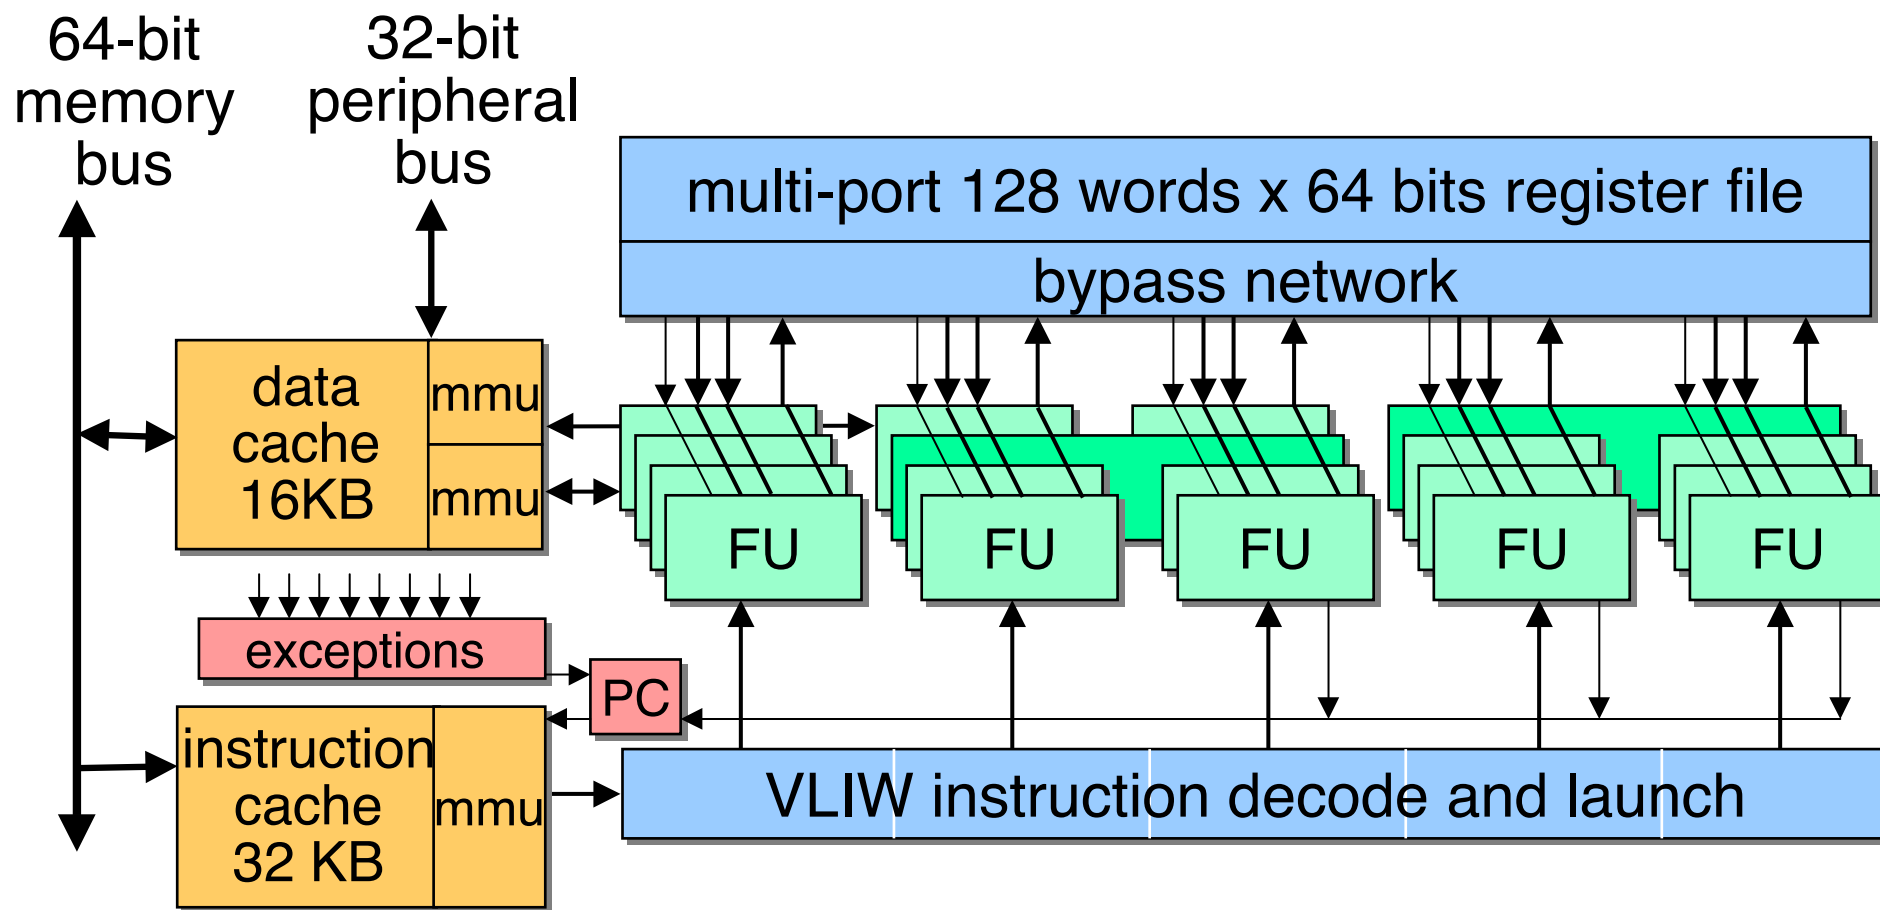 64-bit
memory
bus
32-bit
peripheral
bus
multi-port 128 words x 64 bits register file
bypass network
data
cache
16KB
mmu
mmu
FU
FU
FU
FU
FU
exceptions
PC
instruction
cache
32 KB
mmu
VLIW instruction decode and launch